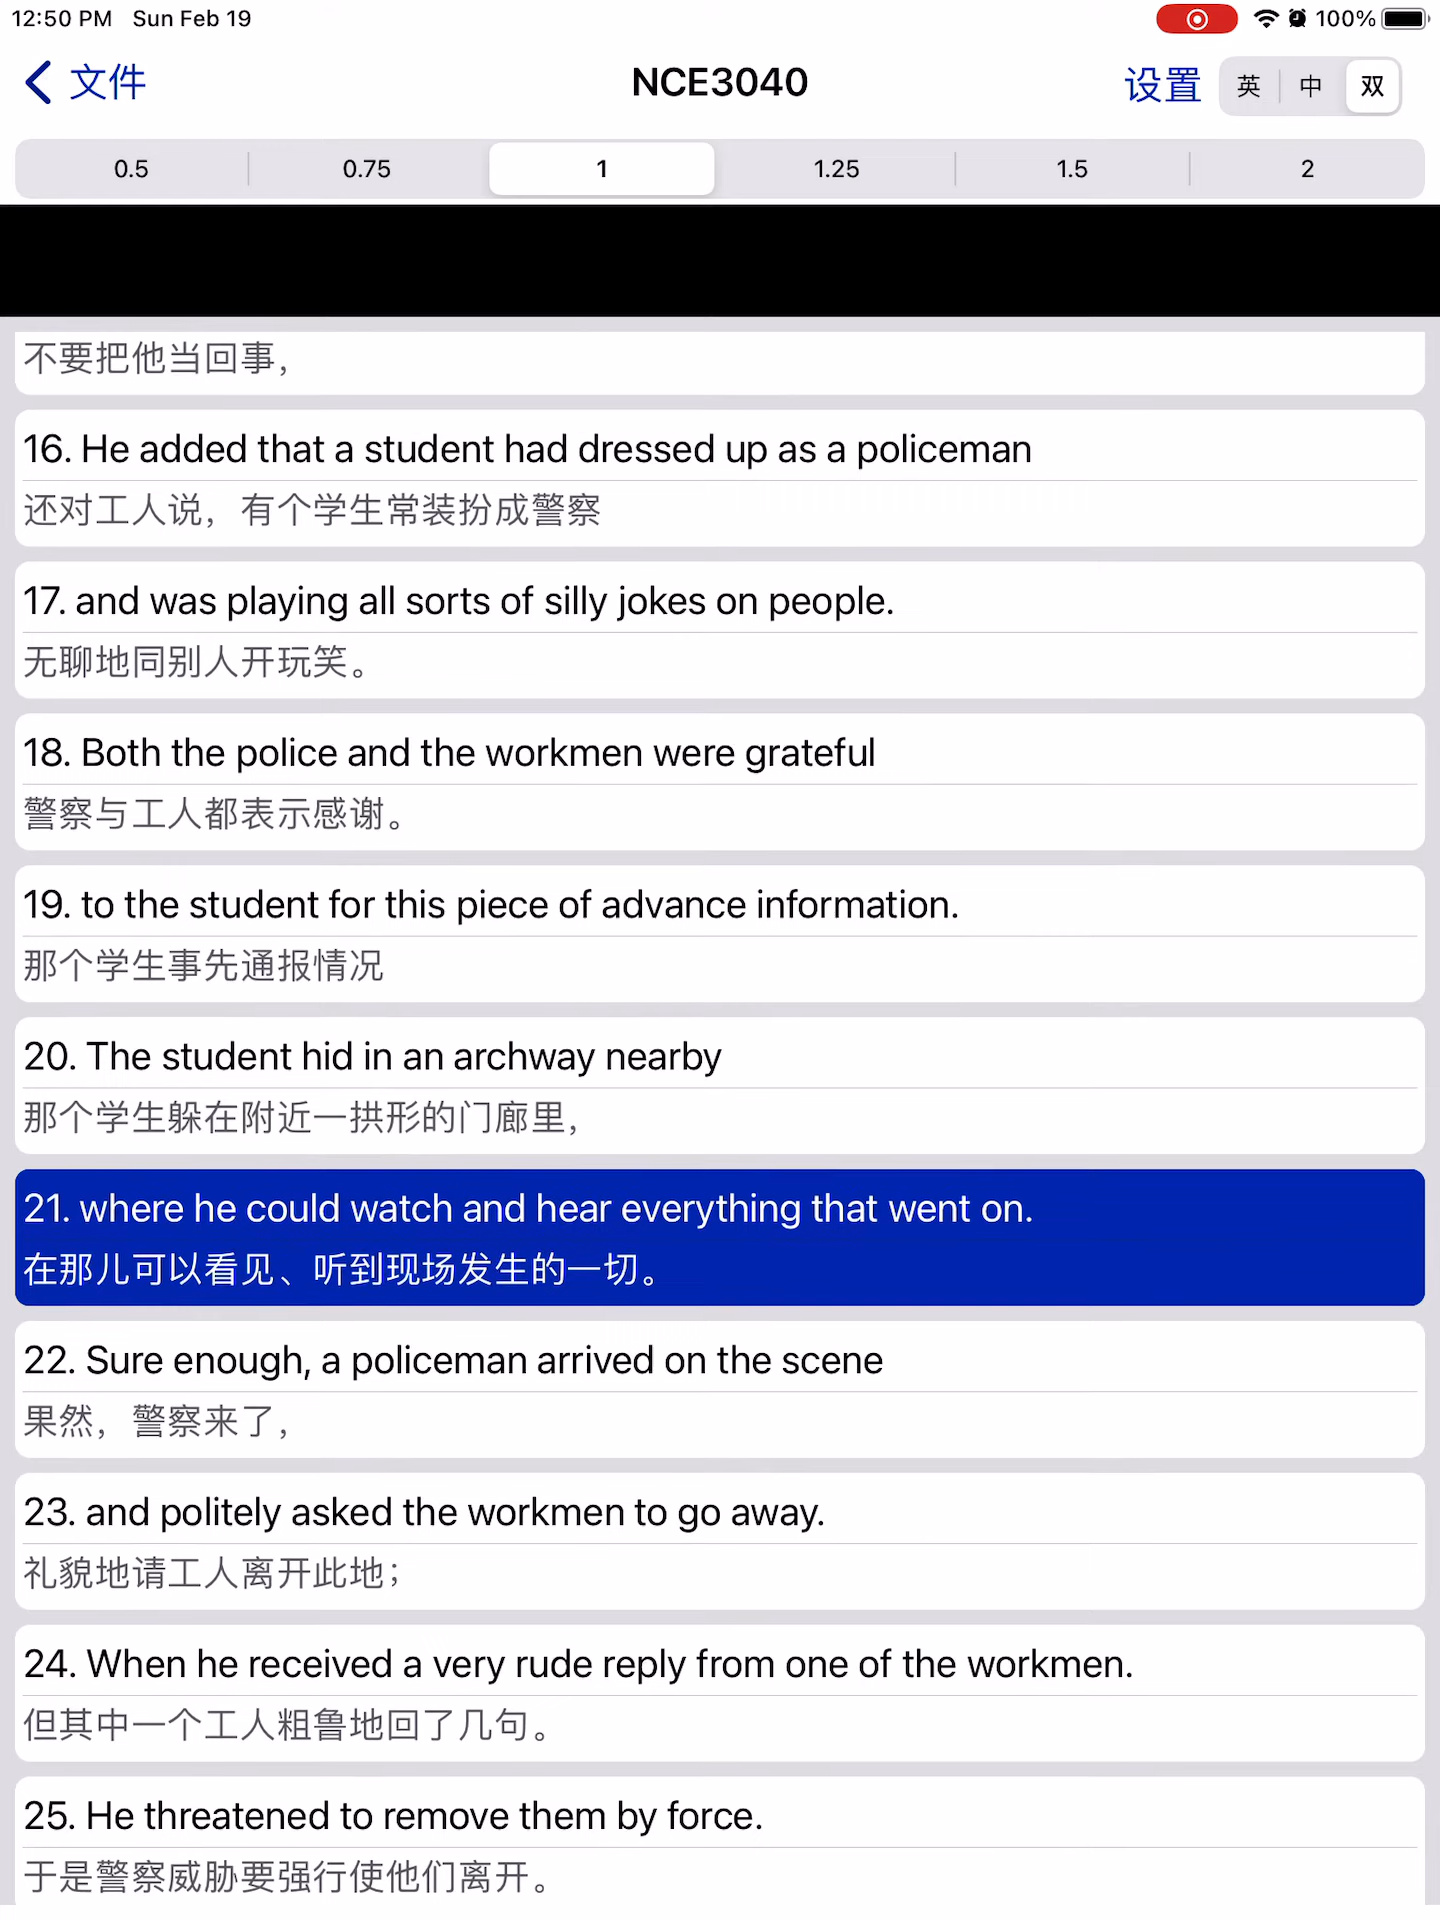 12:50 PM Sun Feb 19 100%
文件 NCE3040 设置 英 中 双
0.5 0.75 1 1.25 1.5 2
不要把他当回事，
16. He added that a student had dressed up as a policeman
还对工人说，有个学生常装扮成警察
17. and was playing all sorts of silly jokes on people.
无聊地同别人开玩笑。
18. Both the police and the workmen were grateful
警察与工人都表示感谢。
19. to the student for this piece of advance information.
那个学生事先通报情况
20. The student hid in an archway nearby
那个学生躲在附近一拱形的门廊里，
21. where he could watch and hear everything that went on.
在那儿可以看见、听到现场发生的一切。
22. Sure enough, a policeman arrived on the scene
果然，警察来了，
23. and politely asked the workmen to go away.
礼貌地请工人离开此地；
24. When he received a very rude reply from one of the workmen.
但其中一个工人粗鲁地回了几句。
25. He threatened to remove them by force.
于是警察威胁要强行使他们离开。